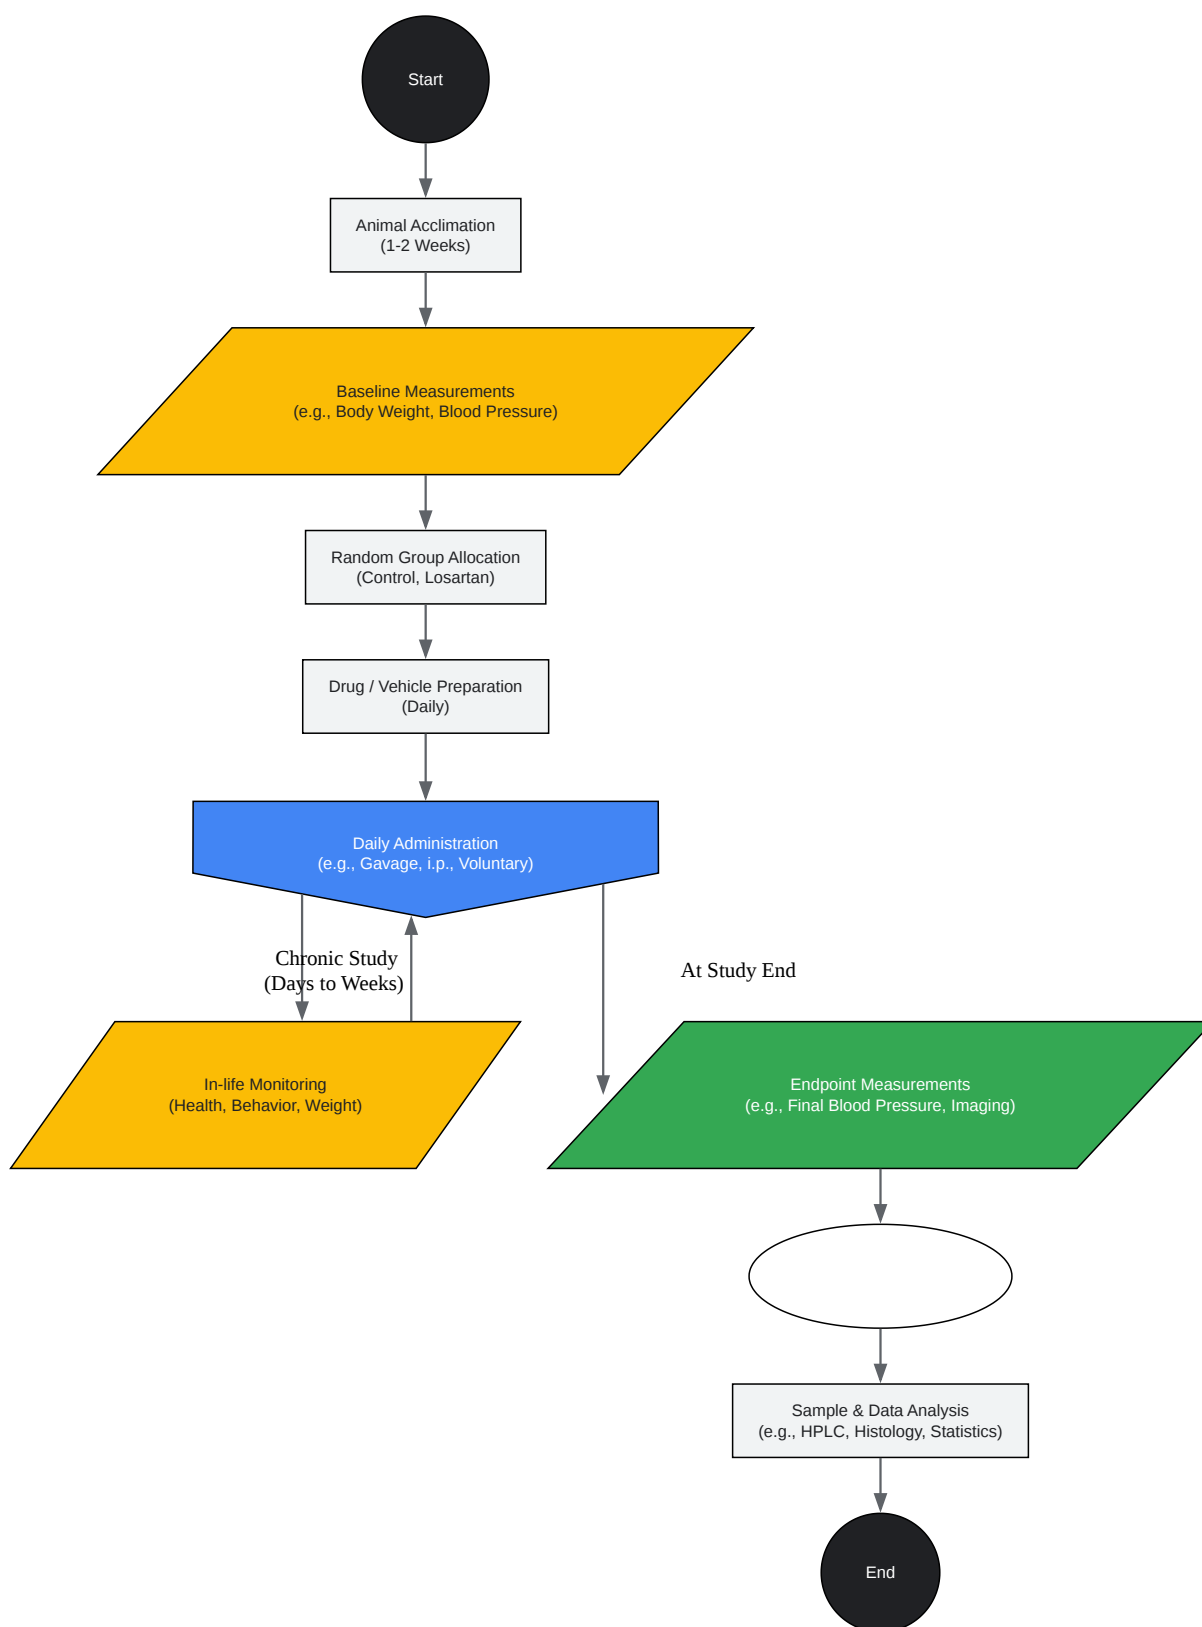 Start
Animal Acclimation
(1-2 Weeks)
Baseline Measurements
(e.g., Body Weight, Blood Pressure)
Random Group Allocation
(Control, Losartan)
Drug / Vehicle Preparation
(Daily)
Daily Administration
(e.g., Gavage, i.p., Voluntary)
Chronic Study
(Days to Weeks)
At Study End
In-life Monitoring
(Health, Behavior, Weight)
Endpoint Measurements
(e.g., Final Blood Pressure, Imaging)
Sample & Data Analysis
(e.g., HPLC, Histology, Statistics)
End